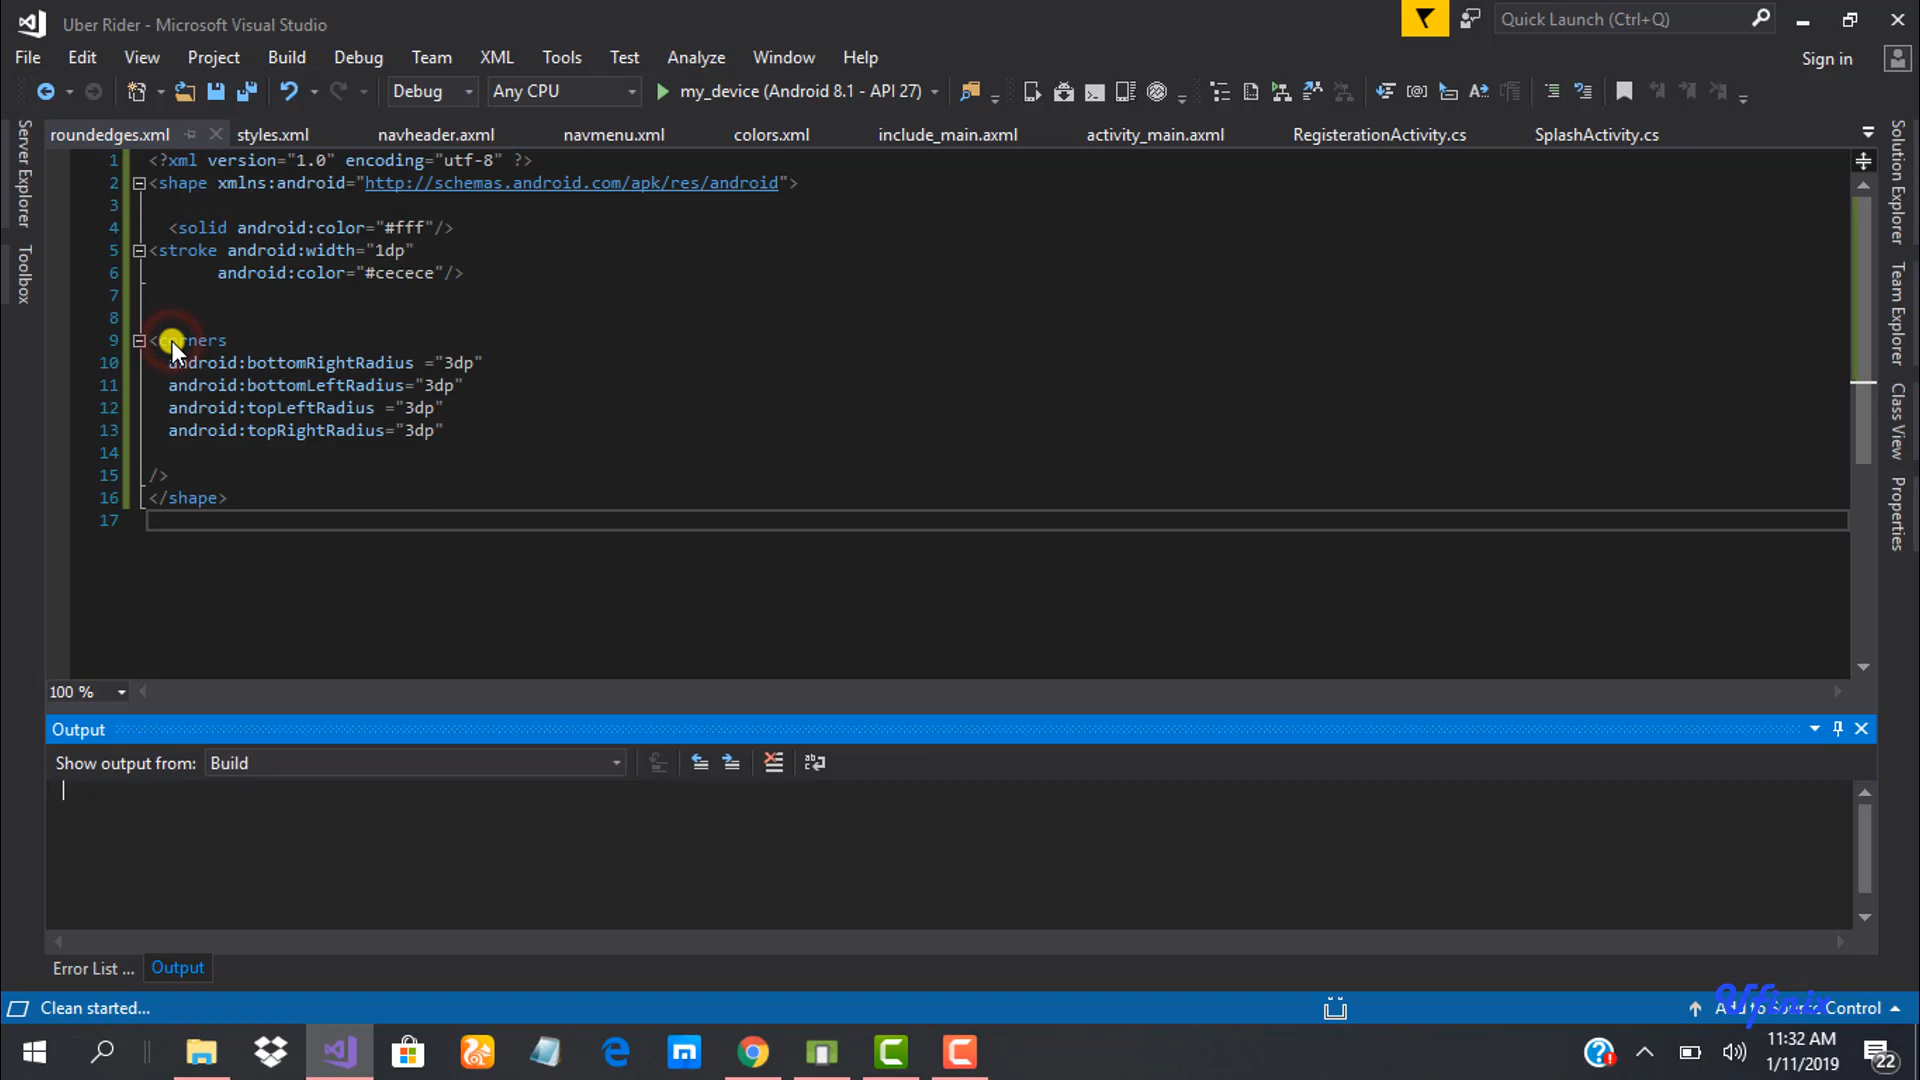 Uber Rider - Microsoft Visual Studio
Quick Launch (Ctrl+Q)
File Edit View Project Build Debug Team XML Tools Test Analyze Window Help
Sign in
Debug Any CPU my_device (Android 8.1 - API 27)
roundedges.xml styles.xml navheader.axml navmenu.xml colors.xml include_main.axml activity_main.axml RegisterationActivity.cs SplashActivity.cs
Server Explorer
Toolbox
Solution Explorer
Team Explorer
Class View
Properties
1 <?xml version="1.0" encoding="utf-8" ?>
2 <shape xmlns:android="http://schemas.android.com/apk/res/android">
3
4 <solid android:color="#fff"/>
5 <stroke android:width="1dp"
6 android:color="#cecece"/>
7
8
9 <corners
10 android:bottomRightRadius ="3dp"
11 android:bottomLeftRadius="3dp"
12 android:topLeftRadius ="3dp"
13 android:topRightRadius="3dp"
14
15 />
16 </shape>
17
100 %
Output
Show output from: Build
Error List ... Output
Clean started...
Add to Source Control
11:32 AM
1/11/2019
22